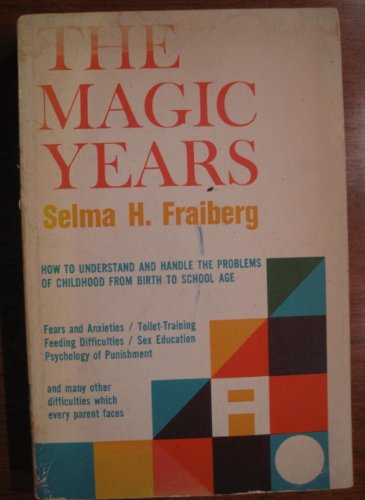 THE
MAGIC
YEARS
Selma H. Fraiberg
HOW TO UNDERSTAND AND HANDLE THE PROBLEMS
OF CHILDHOOD FROM BIRTH TO SCHOOL AGE
Fears and Anxieties / Toilet-Training
Feeding Difficulties / Sex Education
Psychology of Punishment
and many other
difficulties which
every parent faces